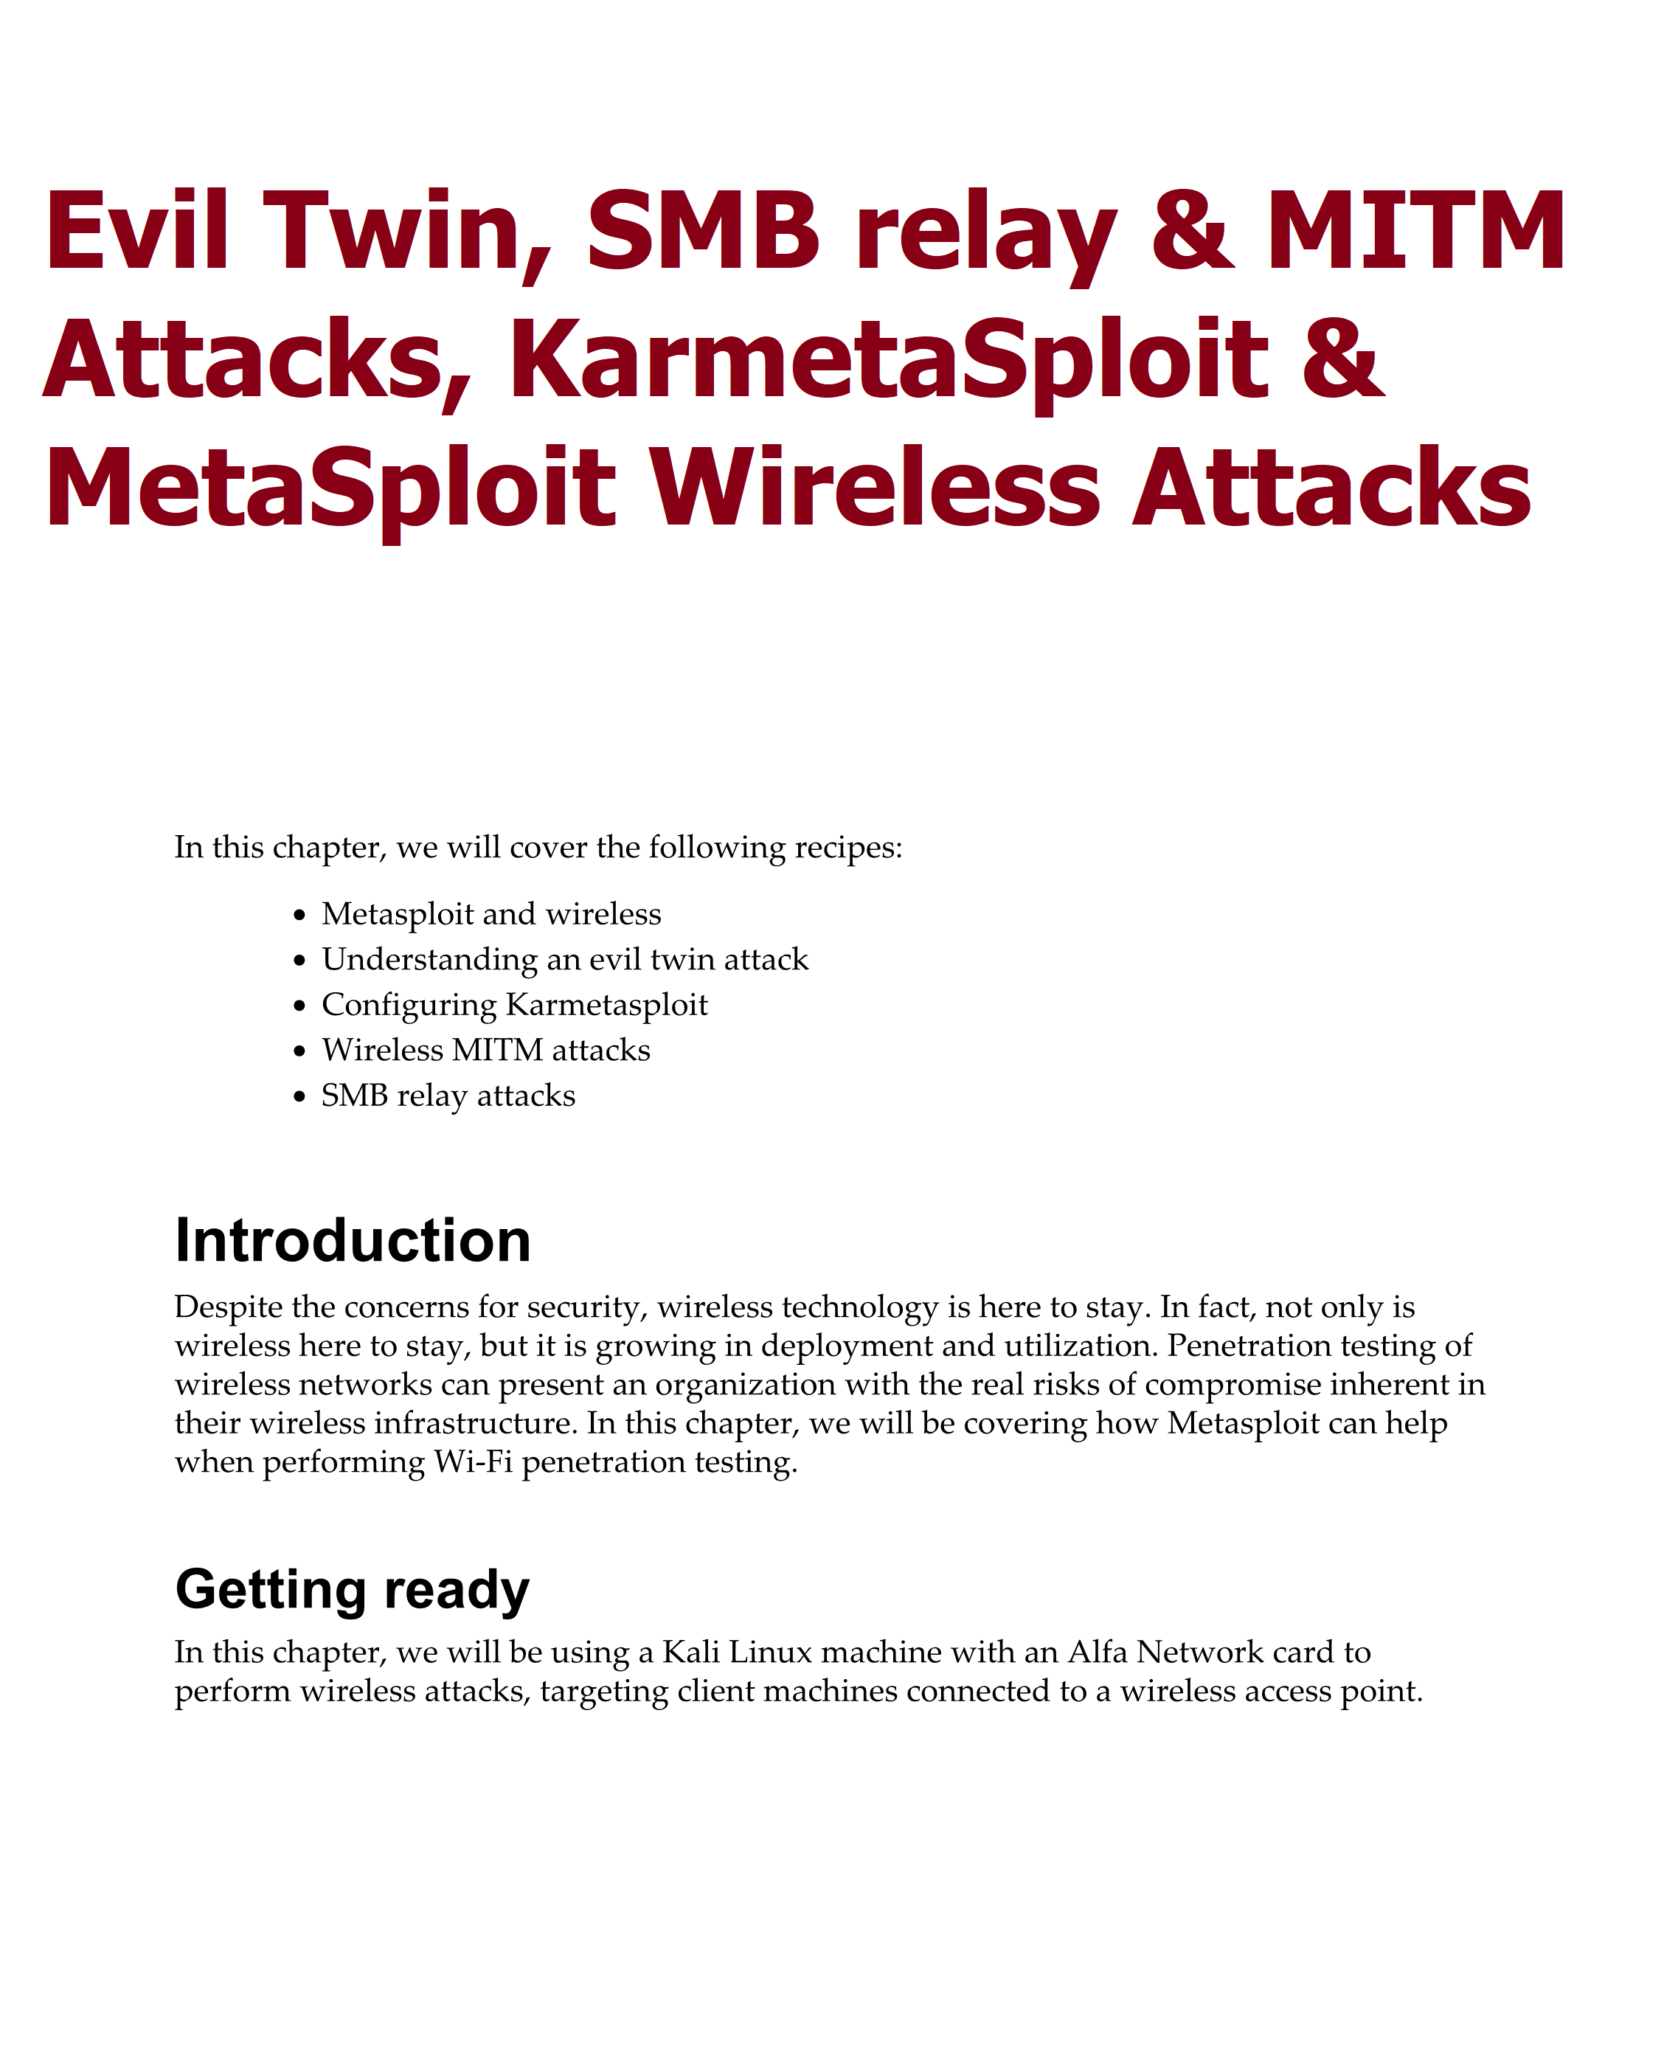 Evil Twin, SMB relay & MITM
Attacks, KarmetaSploit &
MetaSploit Wireless Attacks
In this chapter, we will cover the following recipes:
• Metasploit and wireless
• Understanding an evil twin attack
• Configuring Karmetasploit
• Wireless MITM attacks
• SMB relay attacks
Introduction
Despite the concerns for security, wireless technology is here to stay. In fact, not only is
wireless here to stay, but it is growing in deployment and utilization. Penetration testing of
wireless networks can present an organization with the real risks of compromise inherent in
their wireless infrastructure. In this chapter, we will be covering how Metasploit can help
when performing Wi-Fi penetration testing.
Getting ready
In this chapter, we will be using a Kali Linux machine with an Alfa Network card to
perform wireless attacks, targeting client machines connected to a wireless access point.